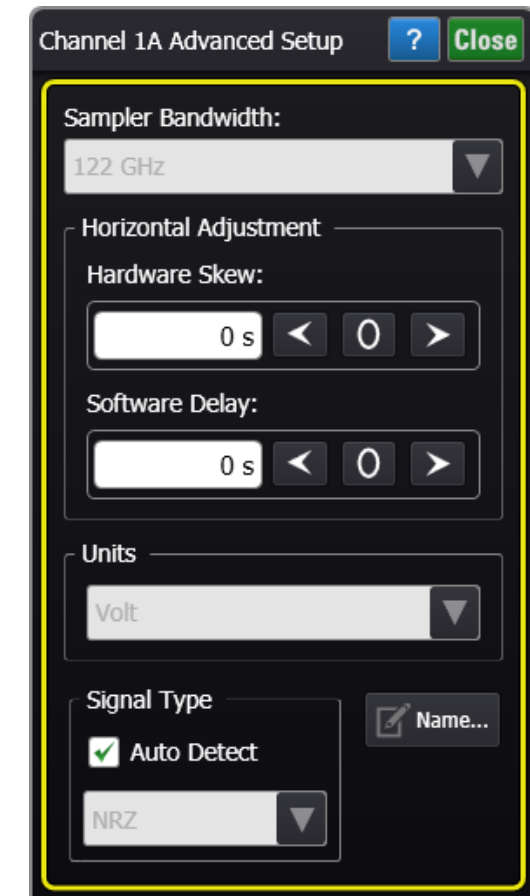 Channel 1A Advanced Setup ? Close
Sampler Bandwidth:
122 GHz
Horizontal Adjustment
Hardware Skew:
0 s < 0 >
Software Delay:
0 s < 0 >
Units
Volt
Signal Type
Name...
Auto Detect
NRZ